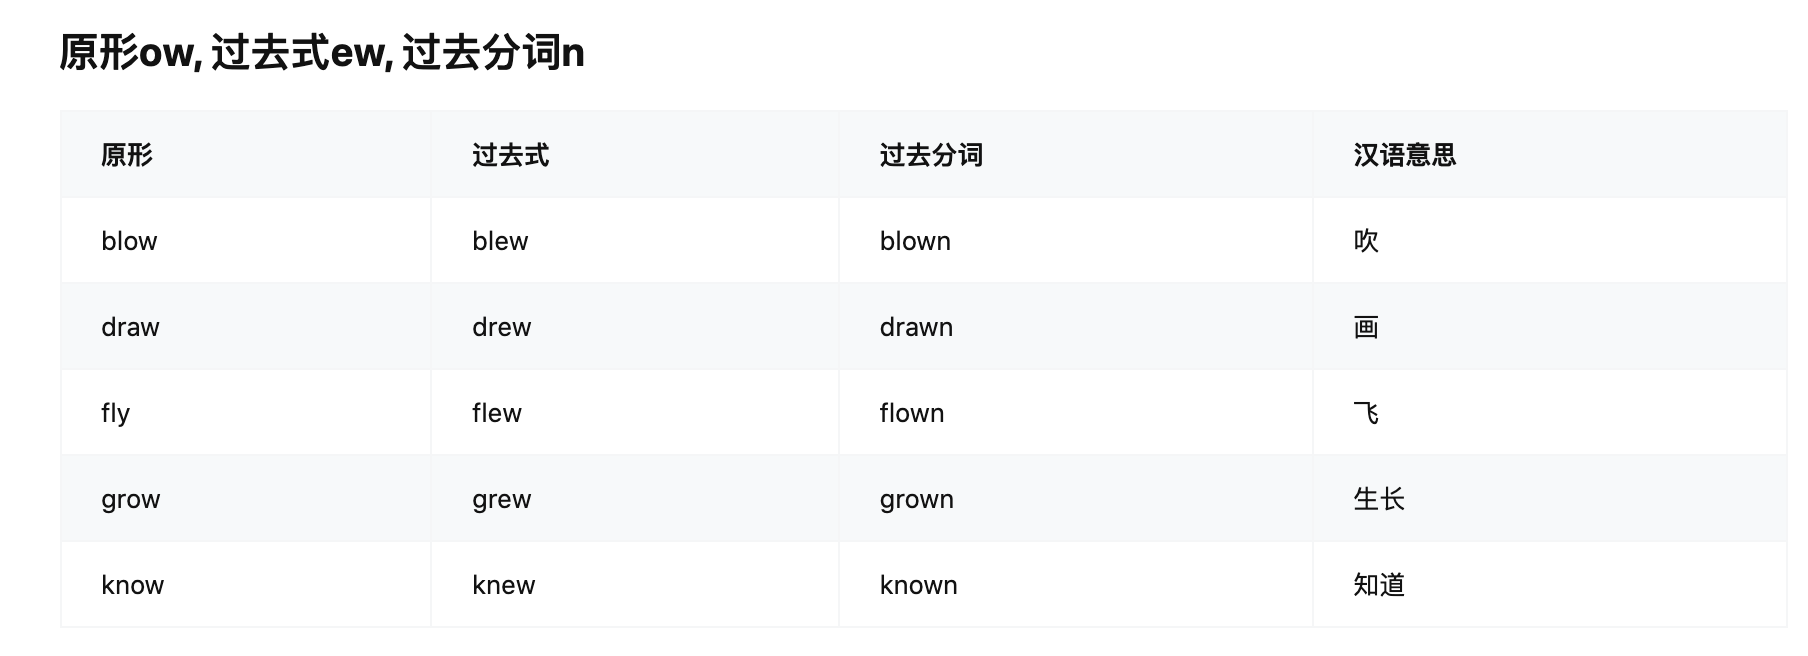 原形ow, 过去式ew, 过去分词n
原形 过去式 过去分词 汉语意思
blow blew blown 吹
draw drew drawn 画
fly flew flown 飞
grow grew grown 生长
know knew known 知道